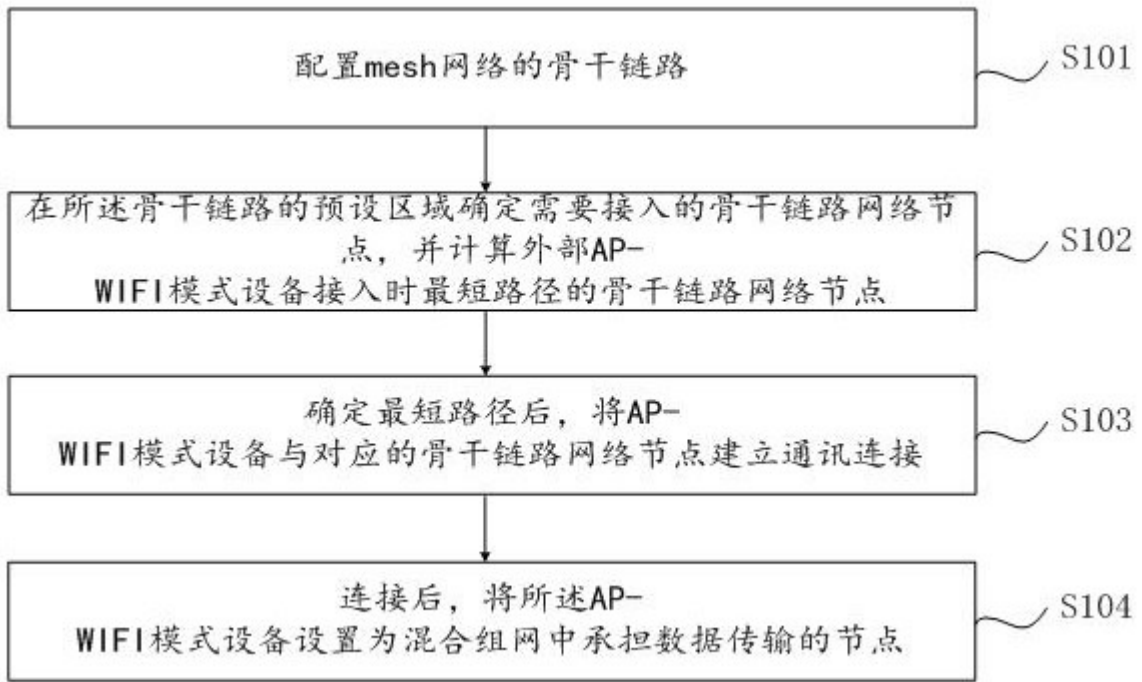 配置mesh网络的骨干链路
S101
在所述骨干链路的预设区域确定需要接入的骨干链路网络节
点，并计算外部AP-
WIFI模式设备接入时最短路径的骨干链路网络节点
S102
确定最短路径后，将AP-
WIFI模式设备与对应的骨干链路网络节点建立通讯连接
S103
连接后，将所述AP-
WIFI模式设备设置为混合组网中承担数据传输的节点
S104